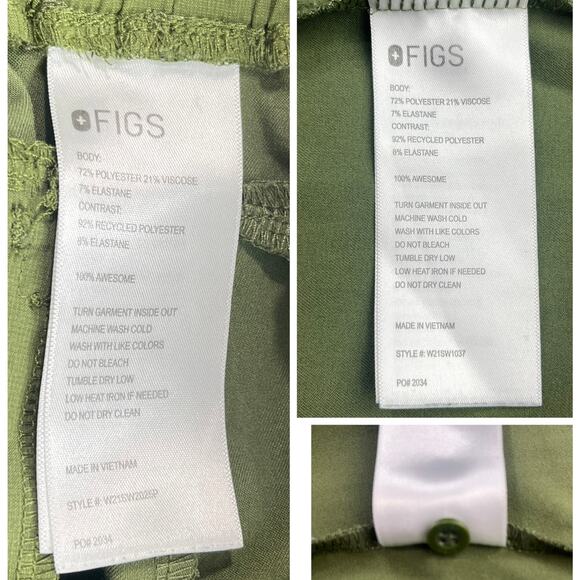 FIGS
BODY:
72% POLYESTER 21% VISCOSE
7% ELASTANE
CONTRAST:
92% RECYCLED POLYESTER
8% ELASTANE
100% AWESOME
TURN GARMENT INSIDE OUT
MACHINE WASH COLD
WASH WITH LIKE COLORS
DO NOT BLEACH
TUMBLE DRY LOW
LOW HEAT IRON IF NEEDED
DO NOT DRY CLEAN
MADE IN VIETNAM
STYLE #: W21SW2026P
PO# 2034
FIGS
BODY:
72% POLYESTER 21% VISCOSE
7% ELASTANE
CONTRAST:
92% RECYCLED POLYESTER
8% ELASTANE
100% AWESOME
TURN GARMENT INSIDE OUT
MACHINE WASH COLD
WASH WITH LIKE COLORS
DO NOT BLEACH
TUMBLE DRY LOW
LOW HEAT IRON IF NEEDED
DO NOT DRY CLEAN
MADE IN VIETNAM
STYLE #: W21SW1037
PO# 2034